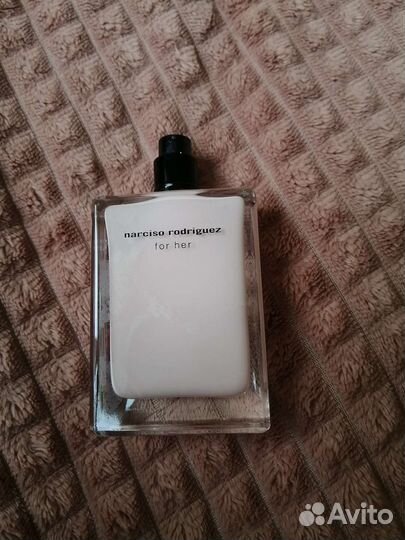 narciso rodriguez
for her
Avito